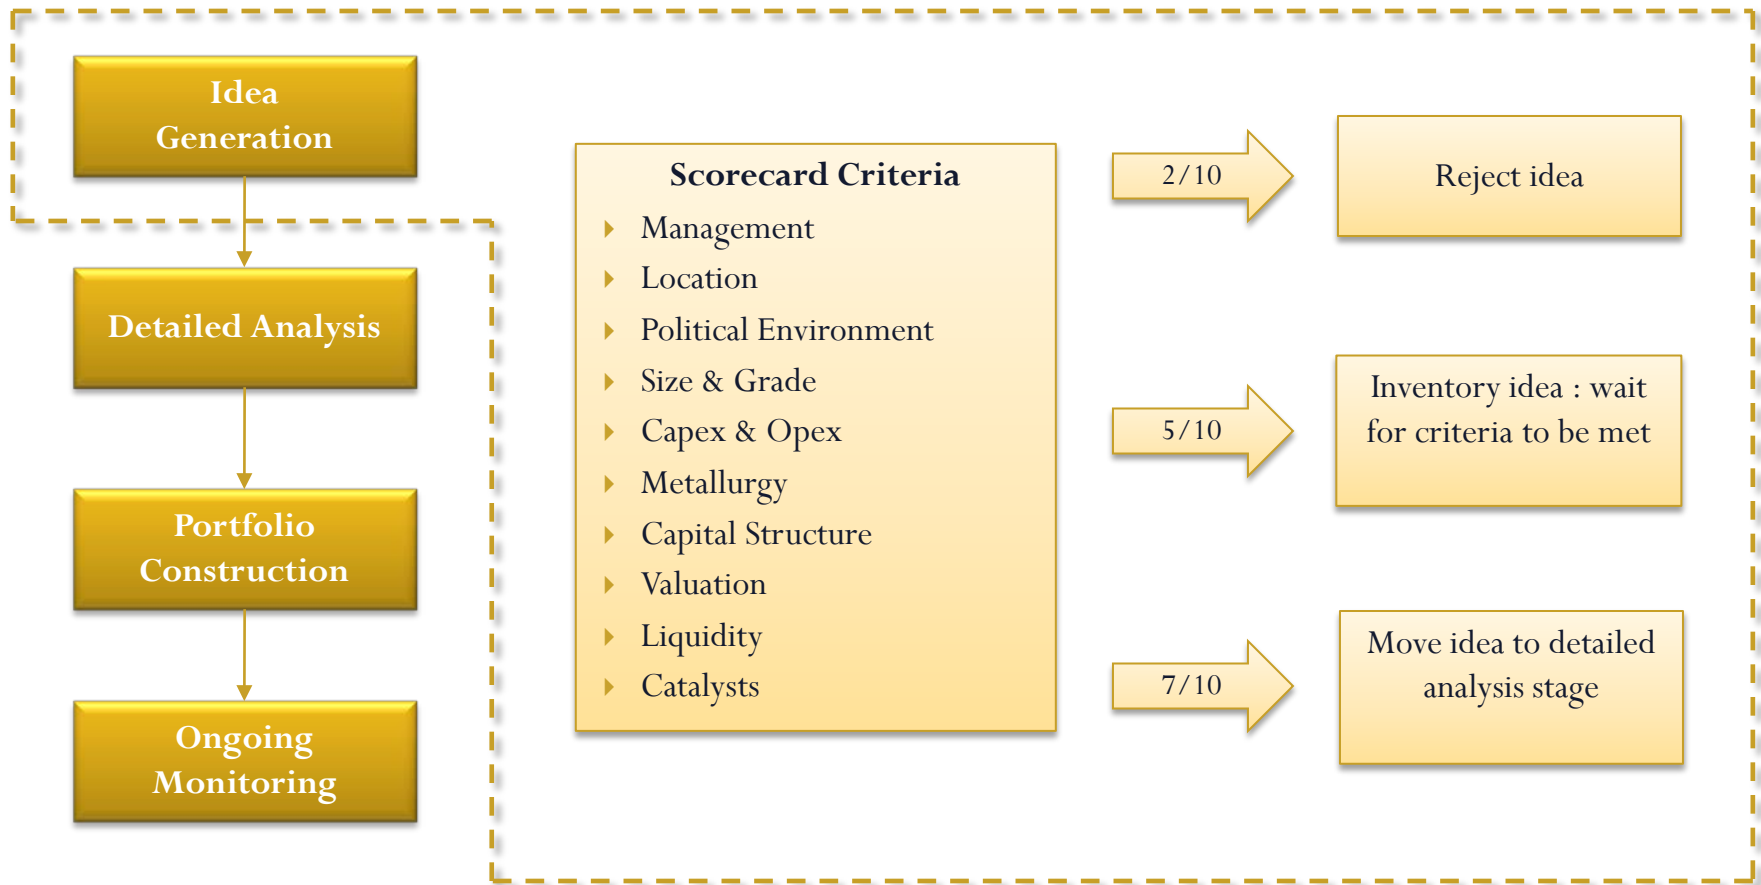 Idea
Generation
Detailed Analysis
Portfolio
Construction
Ongoing
Monitoring
Scorecard Criteria
Management
Location
Political Environment
Size & Grade
Capex & Opex
Metallurgy
Capital Structure
Valuation
Liquidity
Catalysts
2/10
Reject idea
5/10
Inventory idea : wait
for criteria to be met
7/10
Move idea to detailed
analysis stage